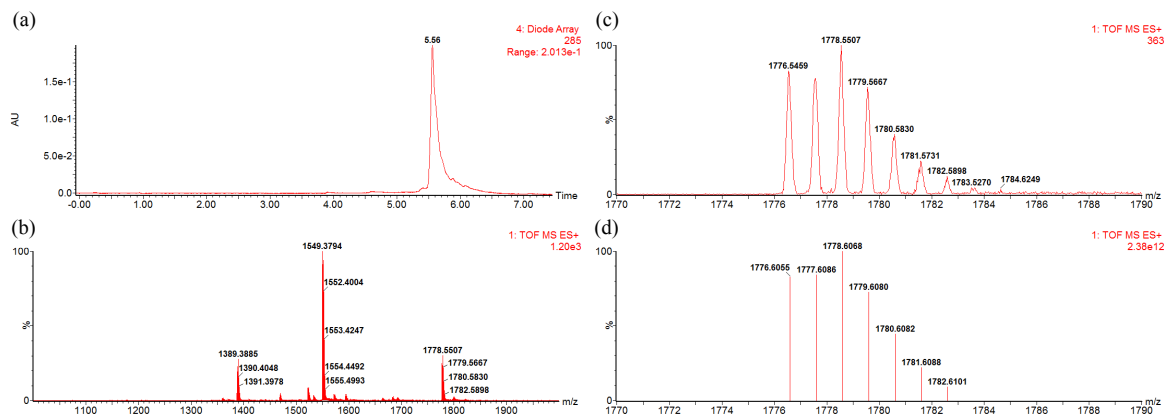 (a)
4: Diode Array
285
Range: 2.013e-1
5.56
1.5e-1
1.0e-1
5.0e-2
0.0
AU
-0.00 1.00 2.00 3.00 4.00 5.00 6.00 7.00
Time
(b)
1: TOF MS ES+
1.20e3
1549.3794
1552.4004
1553.4247
1554.4492
1555.4993
1389.3885
1390.4048
1391.3978
1778.5507
1779.5667
1780.5830
1782.5898
100
%
0
1100 1200 1300 1400 1500 1600 1700 1800 1900
m/z
(c)
1: TOF MS ES+
363
1778.5507
1776.5459
1779.5667
1780.5830
1781.5731
1782.5898
1783.5270
1784.6249
100
%
0
1770 1772 1774 1776 1778 1780 1782 1784 1786 1788 1790
m/z
(d)
1: TOF MS ES+
2.38e12
1778.6068
1776.6055
1777.6086
1779.6080
1780.6082
1781.6088
1782.6101
100
%
0
1770 1772 1774 1776 1778 1780 1782 1784 1786 1788 1790
m/z